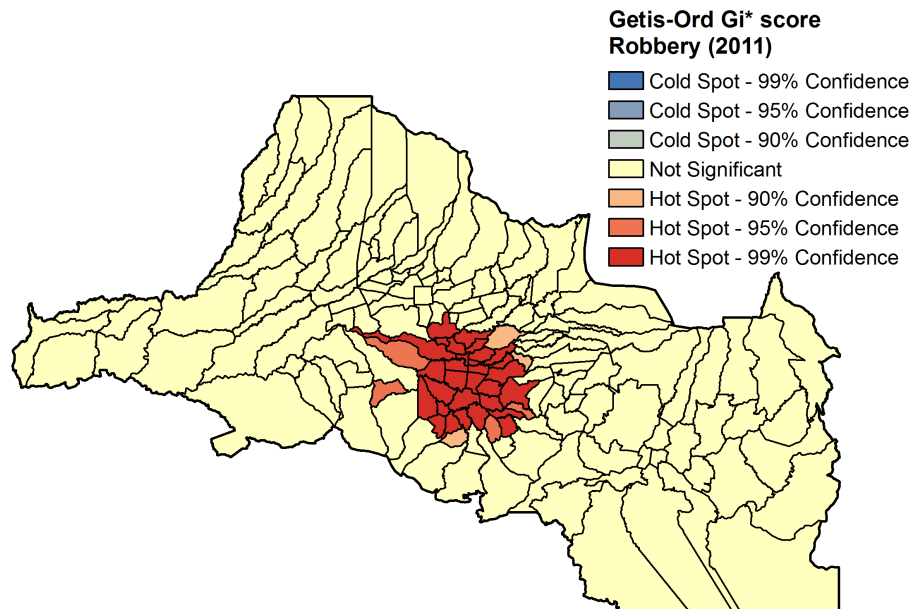 Getis-Ord Gi* score
Robbery (2011)
Cold Spot - 99% Confidence
Cold Spot - 95% Confidence
Cold Spot - 90% Confidence
Not Significant
Hot Spot - 90% Confidence
Hot Spot - 95% Confidence
Hot Spot - 99% Confidence